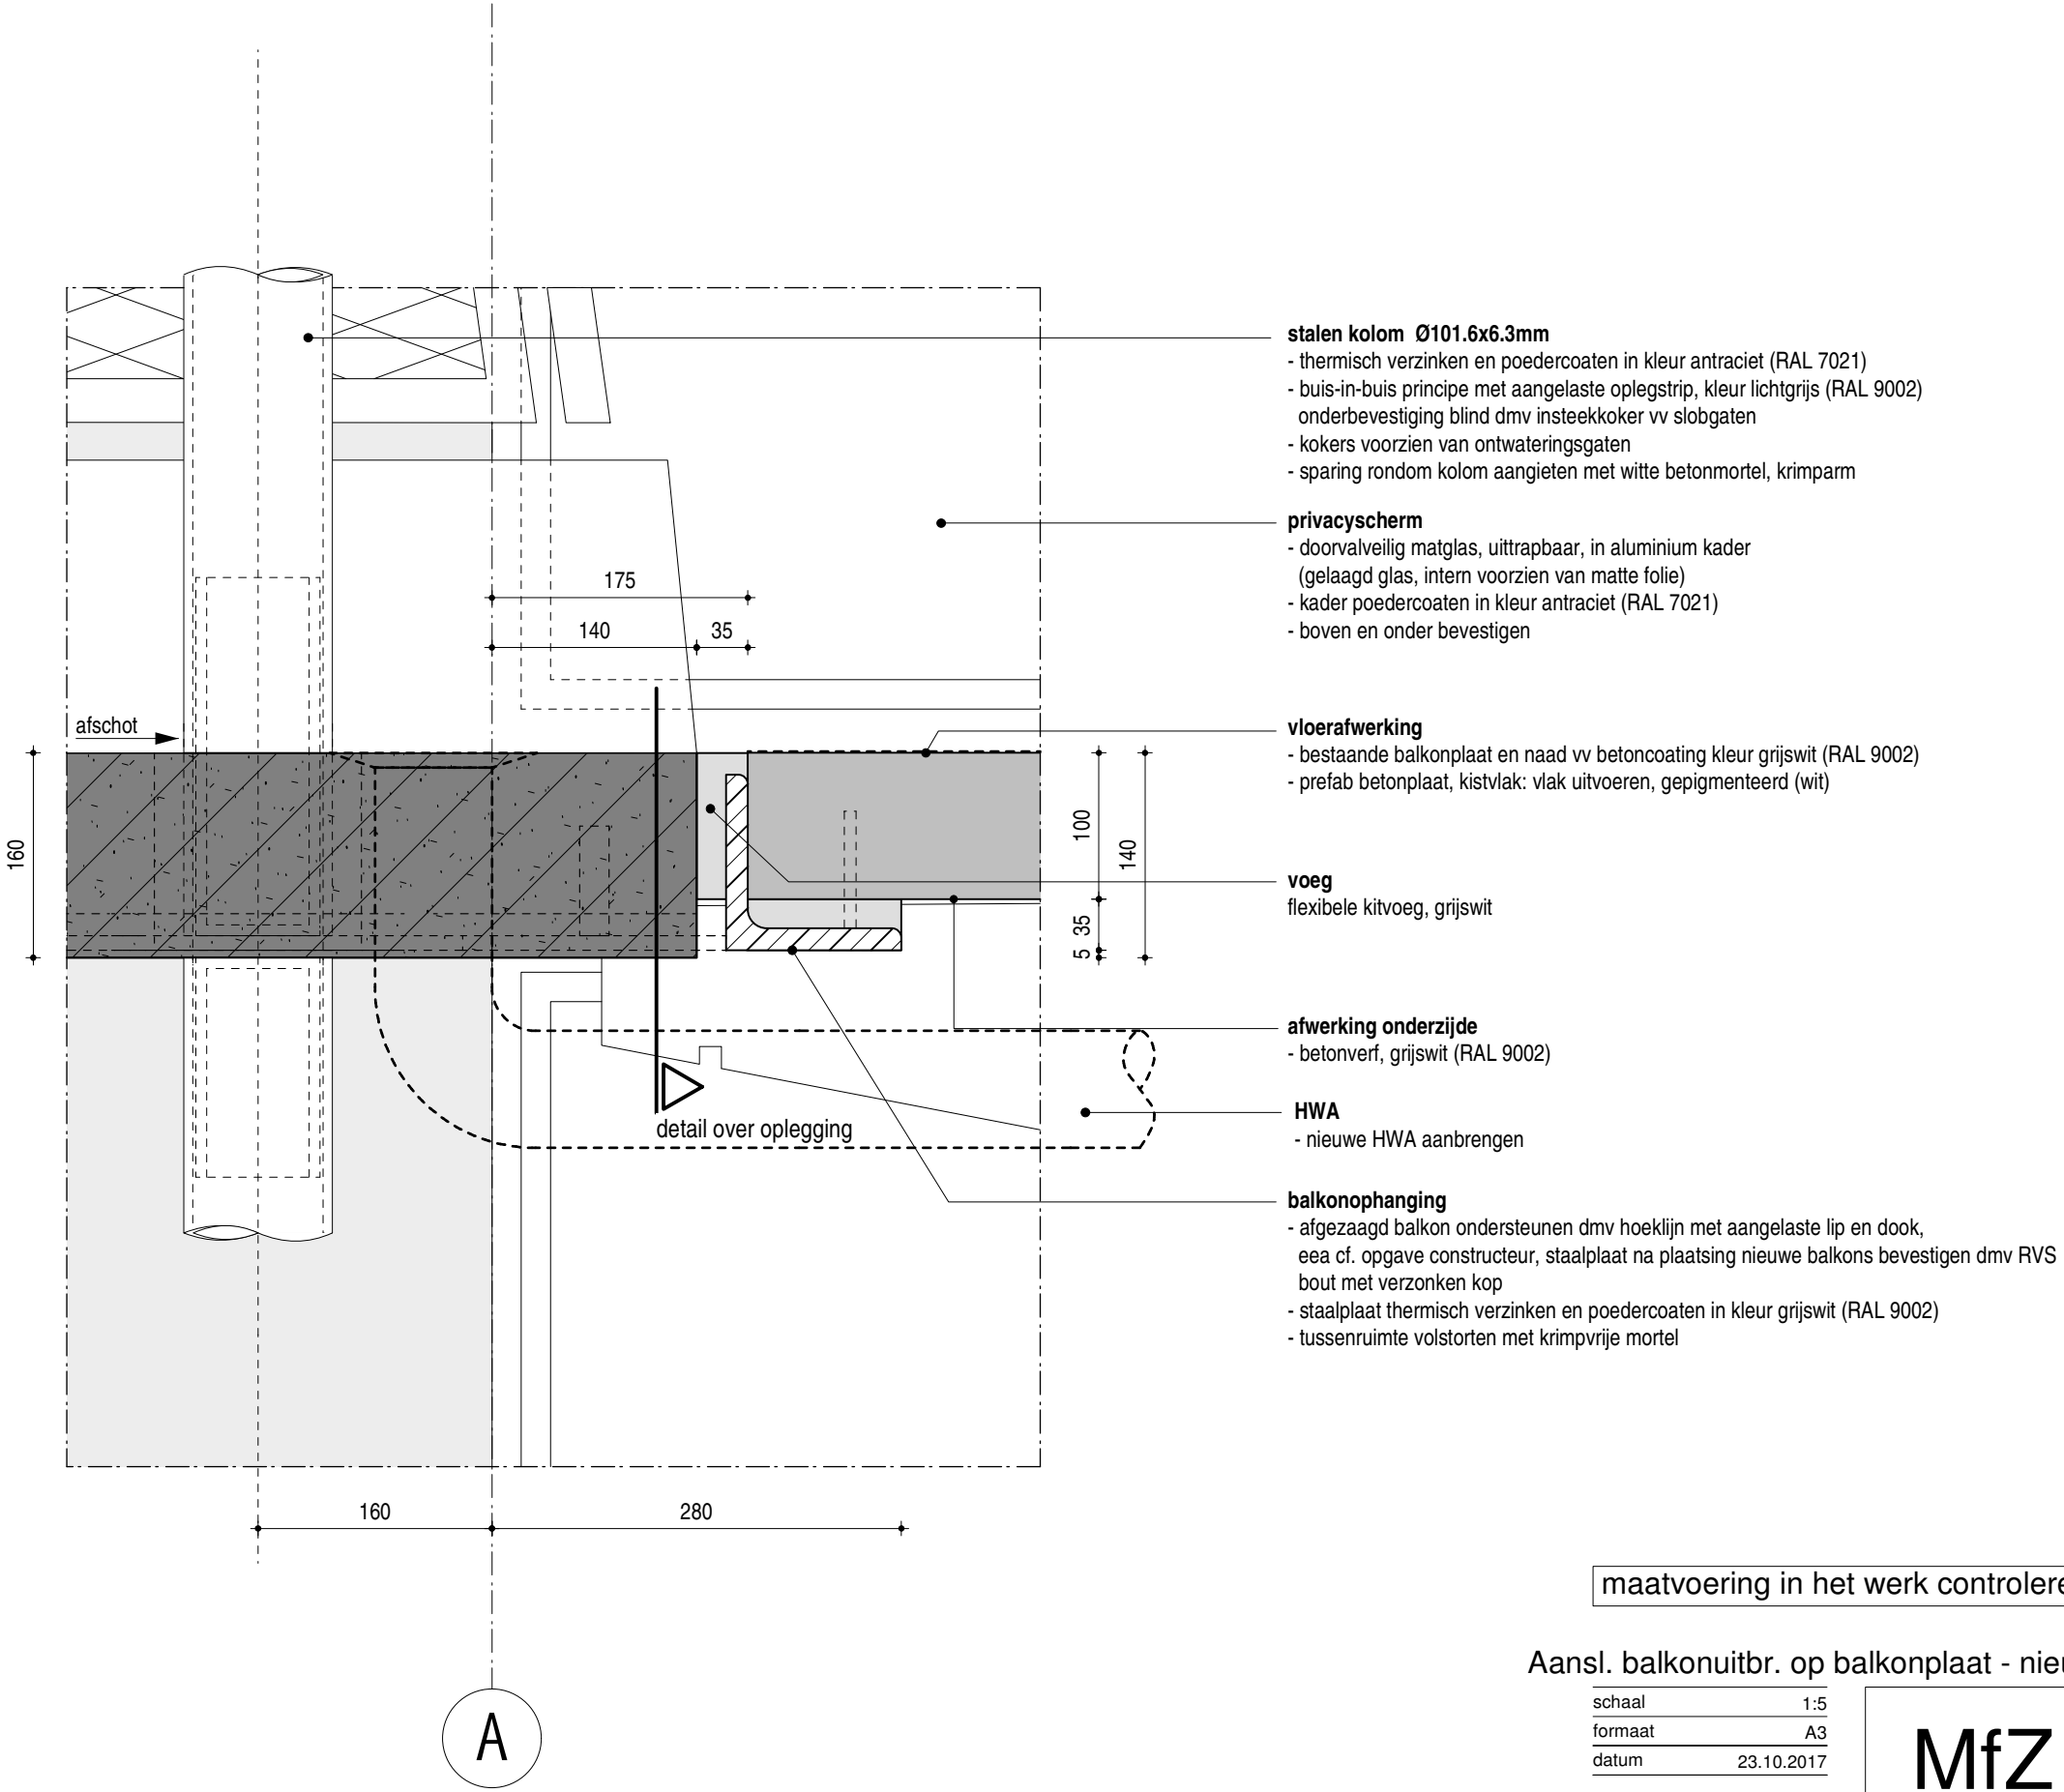 stalen kolom Ø101.6x6.3mm
- thermisch verzinken en poedercoaten in kleur antraciet (RAL 7021)
- buis-in-buis principe met aangelaste oplegstrip, kleur lichtgrijs (RAL 9002)
onderbevestiging blind dmv insteekkoker vv slobgaten
- kokers voorzien van ontwateringsgaten
- sparing rondom kolom aangieten met witte betonmortel, krimparm
privacyscherm
- doorvalveilig matglas, uittrapbaar, in aluminium kader
(gelaagd glas, intern voorzien van matte folie)
- kader poedercoaten in kleur antraciet (RAL 7021)
- boven en onder bevestigen
175
140
35
afschot
vloerafwerking
- bestaande balkonplaat en naad vv betoncoating kleur grijswit (RAL 9002)
- prefab betonplaat, kistvlak: vlak uitvoeren, gepigmenteerd (wit)
160
100
140
35
5
voeg
flexibele kitvoeg, grijswit
afwerking onderzijde
- betonverf, grijswit (RAL 9002)
HWA
- nieuwe HWA aanbrengen
detail over oplegging
balkonophanging
- afgezaagd balkon ondersteunen dmv hoeklijn met aangelaste lip en dook,
eea cf. opgave constructeur, staalplaat na plaatsing nieuwe balkons bevestigen dmv RVS
bout met verzonken kop
- staalplaat thermisch verzinken en poedercoaten in kleur grijswit (RAL 9002)
- tussenruimte volstorten met krimpvrije mortel
160
280
maatvoering in het werk controlere
Aansl. balkonuitbr. op balkonplaat - nieu
schaal 1:5
formaat A3
datum 23.10.2017
MfZ
A